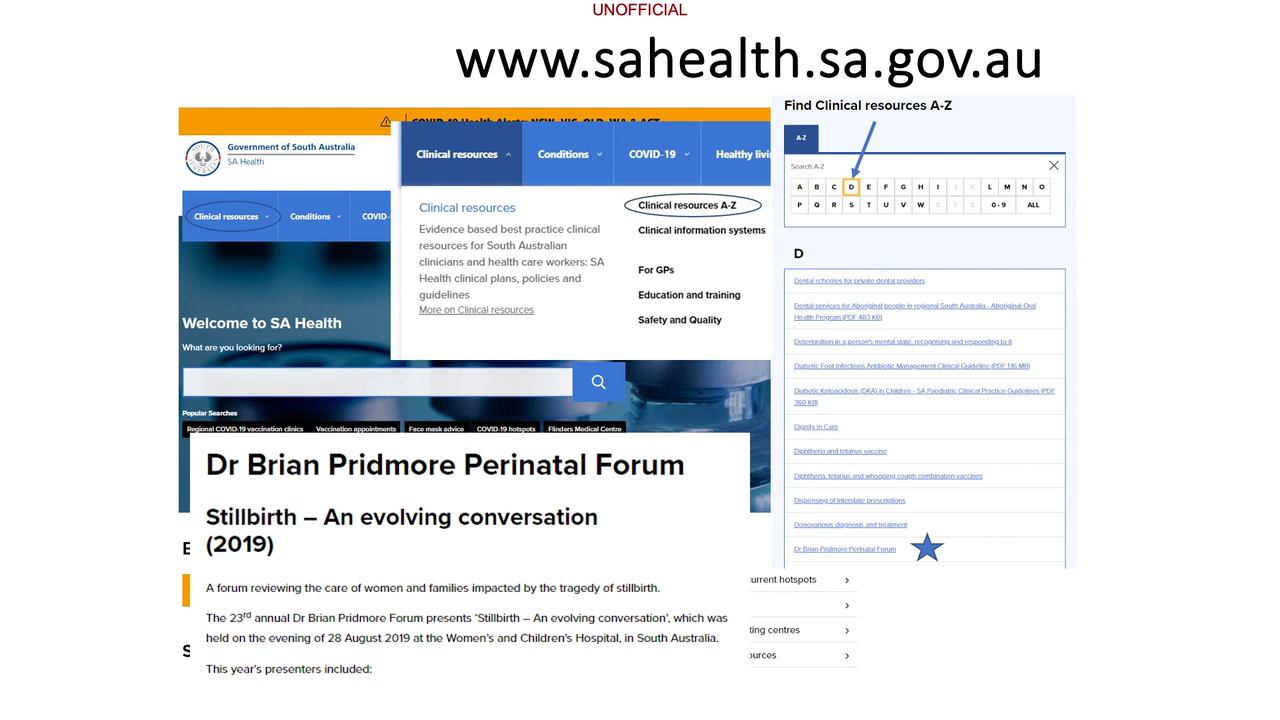 UNOFFICIAL
www.sahealth.sa.gov.au
Government of South Australia
SA Health
Clinical resources
Conditions
COVID-
Welcome to SA Health
What are you looking for?
Popular Searches
Regional COVID-19 vaccination clinics
Vaccination appointments
Face mask advice
COVID-19 hotspots
Flinders Medical Centre
Clinical resources
Conditions
COVID-19
Clinical resources
Evidence based best practice clinical
resources for South Australian
clinicians and health care workers: SA
Health clinical plans, policies and
guidelines
More on Clinical resources
Clinical resources A-Z
Clinical information systems
For GPs
Education and training
Safety and Quality
Find Clinical resources A-Z
A-Z
Search A-Z
A B C D E F G H I J K L M N O
P Q R S T U V W X Y Z 0-9 ALL
D
Dental schemes for private dental providers
Dental services for Aboriginal people in regional South Australia - Aboriginal Oral
Health Program (PDF 483 KB)
Deterioration in a person's mental state, recognising and responding to it
Diabetic Foot Infections Antibiotic Management Clinical Guideline (PDF 116 MB)
Diabetic Ketoacidosis (DKA) in Children - SA Paediatric Clinical Practice Guidelines (PDF
360 KB)
Dignity in Care
Diphtheria and tetanus vaccine
Diphtheria, tetanus and whooping cough combination vaccines
Dispensing of interstate prescriptions
Donovanosis diagnosis and treatment
Dr Brian Pridmore Perinatal Forum
Dr Brian Pridmore Perinatal Forum
Stillbirth – An evolving conversation
(2019)
A forum reviewing the care of women and families impacted by the tragedy of stillbirth.
The 23rd annual Dr Brian Pridmore Forum presents ‘Stillbirth – An evolving conversation’, which was
held on the evening of 28 August 2019 at the Women’s and Children’s Hospital, in South Australia.
This year’s presenters included:
hotspots
centres